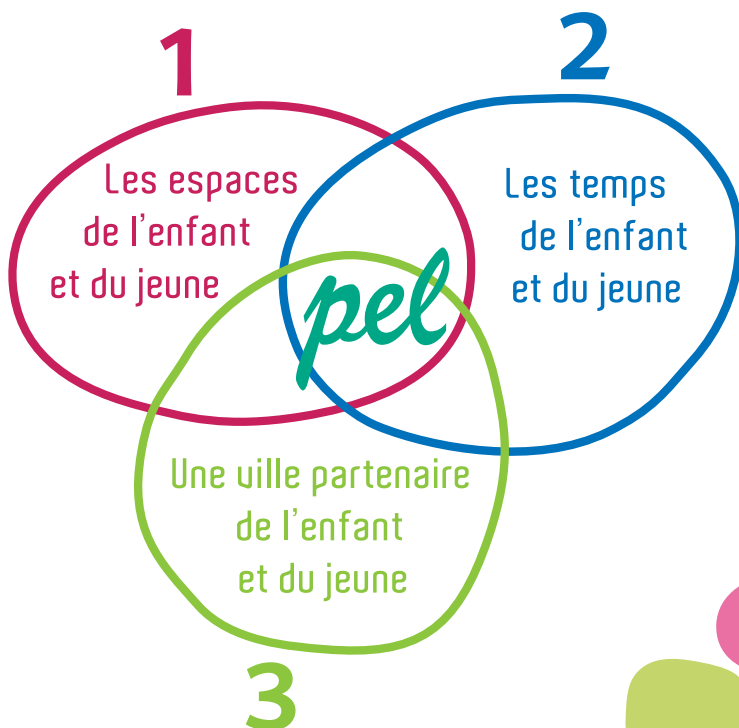 1
Les espaces
de l'enfant
et du jeune
2
Les temps
de l'enfant
et du jeune
pel
Une ville partenaire
de l'enfant
et du jeune
3